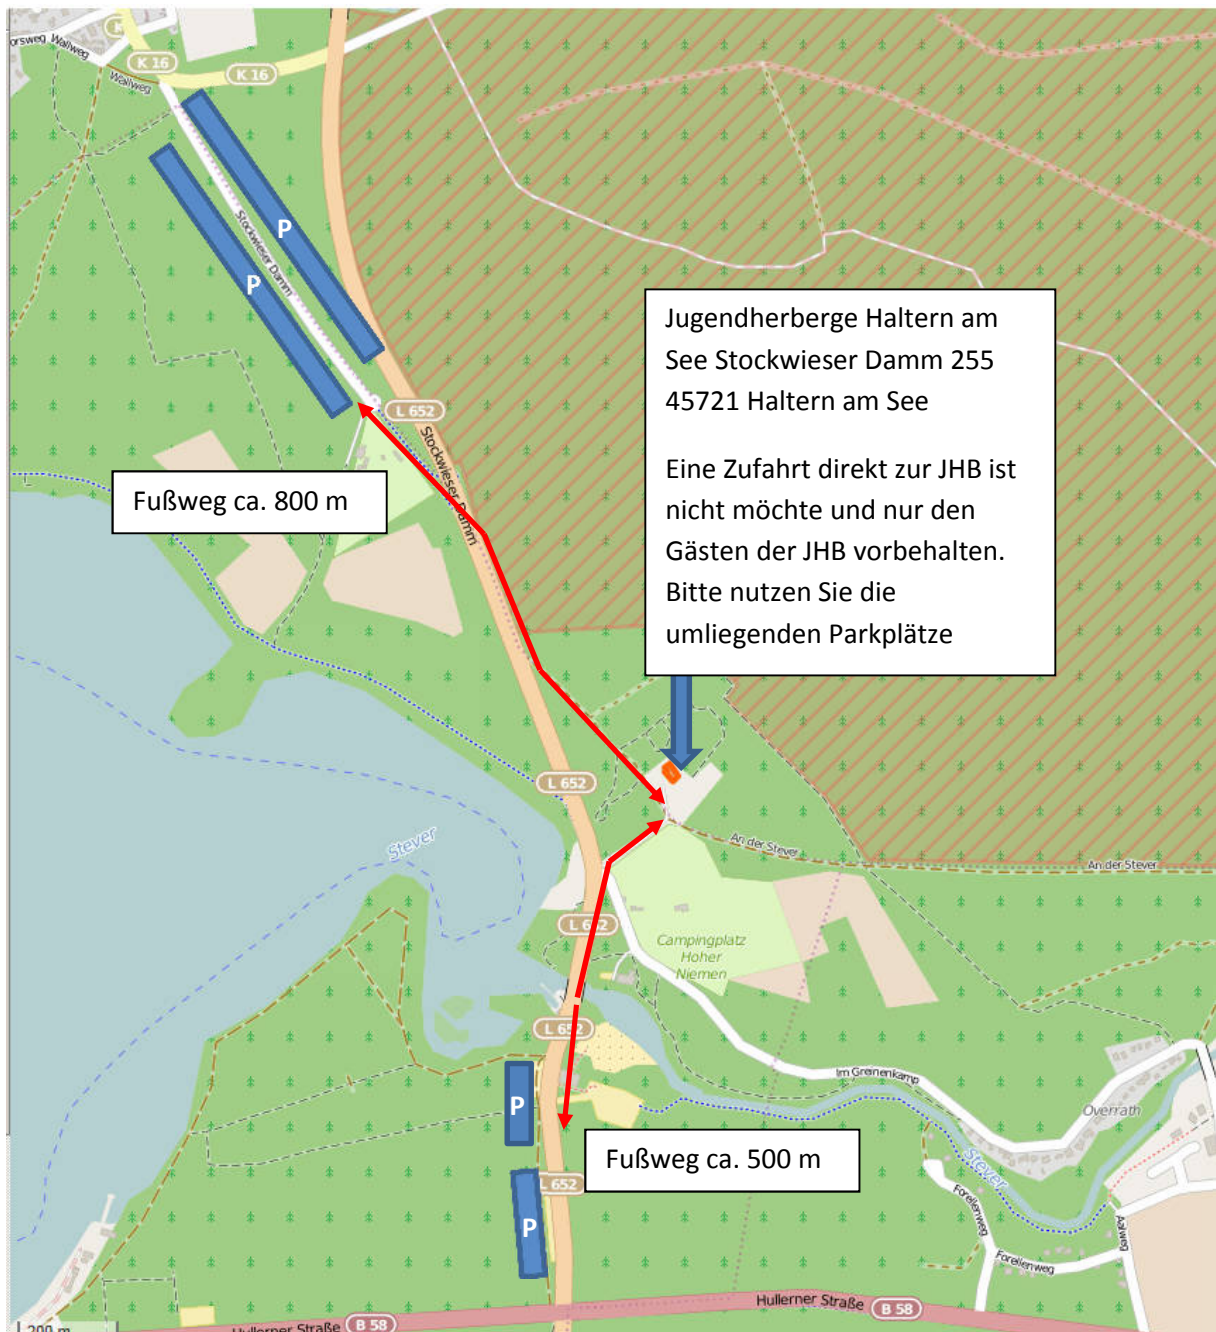 K
orsweg
Wallweg
K 16
K 16
Wallweg
P
P
Stockwieser Damm
L 652
Stockwieser Damm
Jugendherberge Haltern am
See Stockwieser Damm 255
45721 Haltern am See
Eine Zufahrt direkt zur JHB ist
nicht möchte und nur den
Gästen der JHB vorbehalten.
Bitte nutzen Sie die
umliegenden Parkplätze
Fußweg ca. 800 m
L 652
Stever
An der Stever
An der Stever
L 652
Campingplatz
Hoher
Niemen
L 652
Im Greinenkamp
Overrath
P
Fußweg ca. 500 m
Stever
L 652
P
Forellenweg
Aalweg
Forellenweg
Hullerner Straße
B 58
Hullerner Straße
B 58
200 m